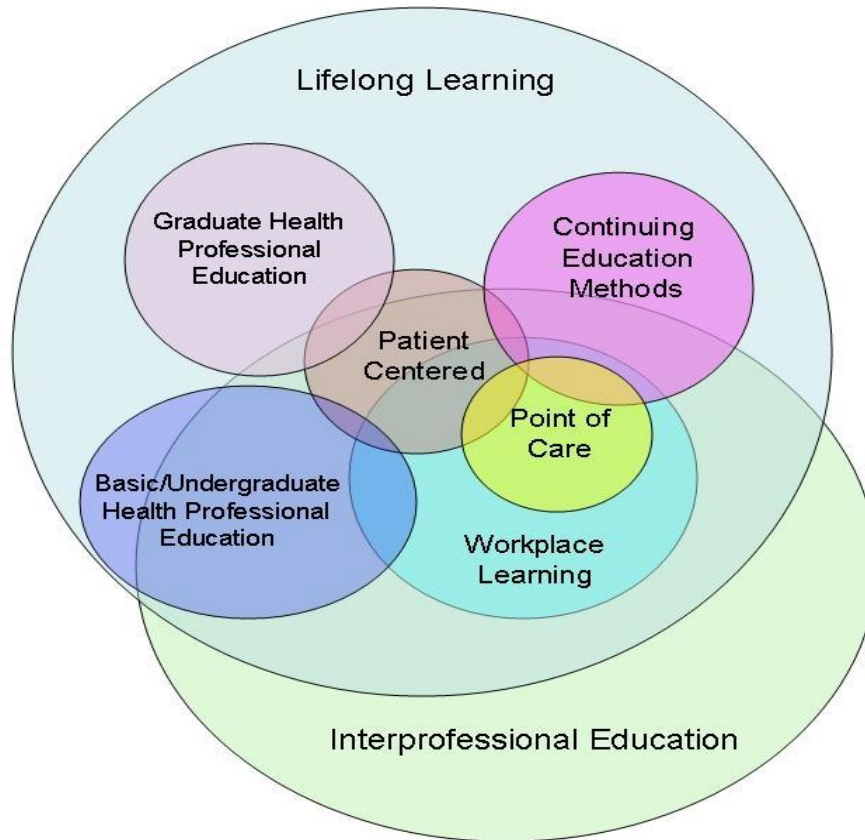 Lifelong Learning
Graduate Health
Professional
Education
Continuing
Education
Methods
Patient
Centered
Point of
Care
Basic/Undergraduate
Health Professional
Education
Workplace
Learning
Interprofessional Education